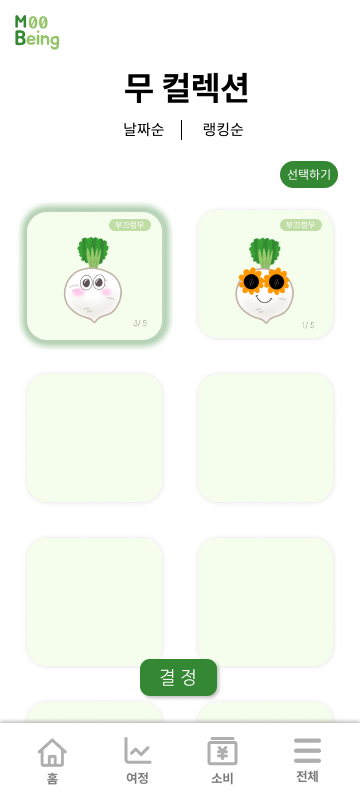 M00
Being
무 컬렉션
날짜순
랭킹순
선택하기
부끄럼무
부끄럼무
3/5
1/5
결 정
홈
여정
소비
전체